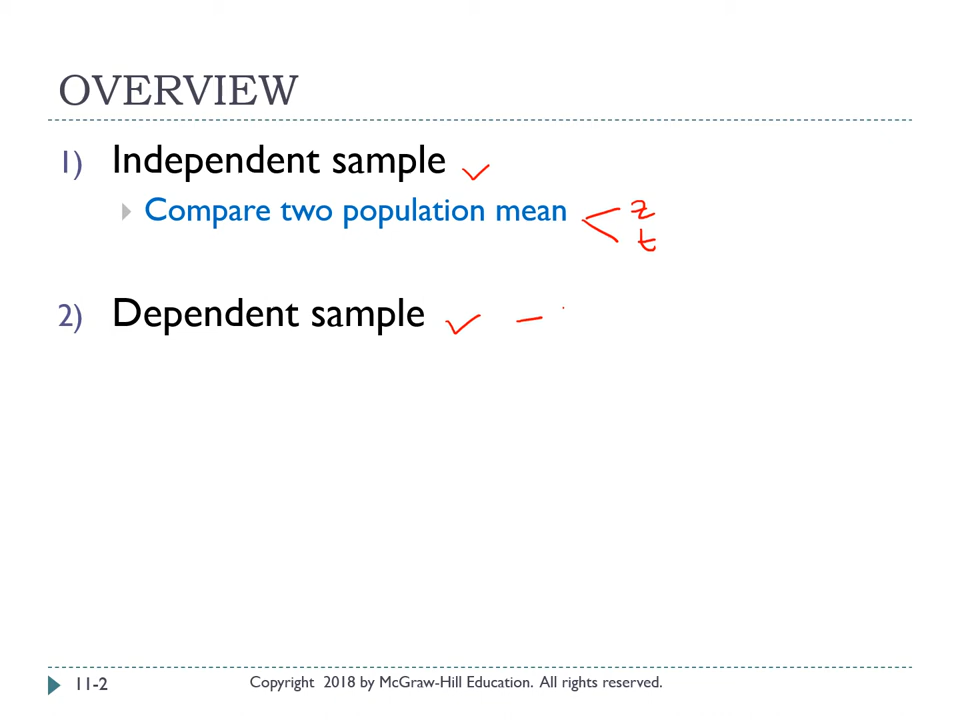 OVERVIEW
1) Independent sample ✓
Compare two population mean < z
t
2) Dependent sample ✓ –
11-2 Copyright 2018 by McGraw-Hill Education. All rights reserved.